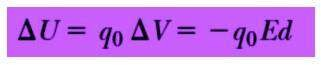 ΔU = q₀ ΔV = −q₀Ed